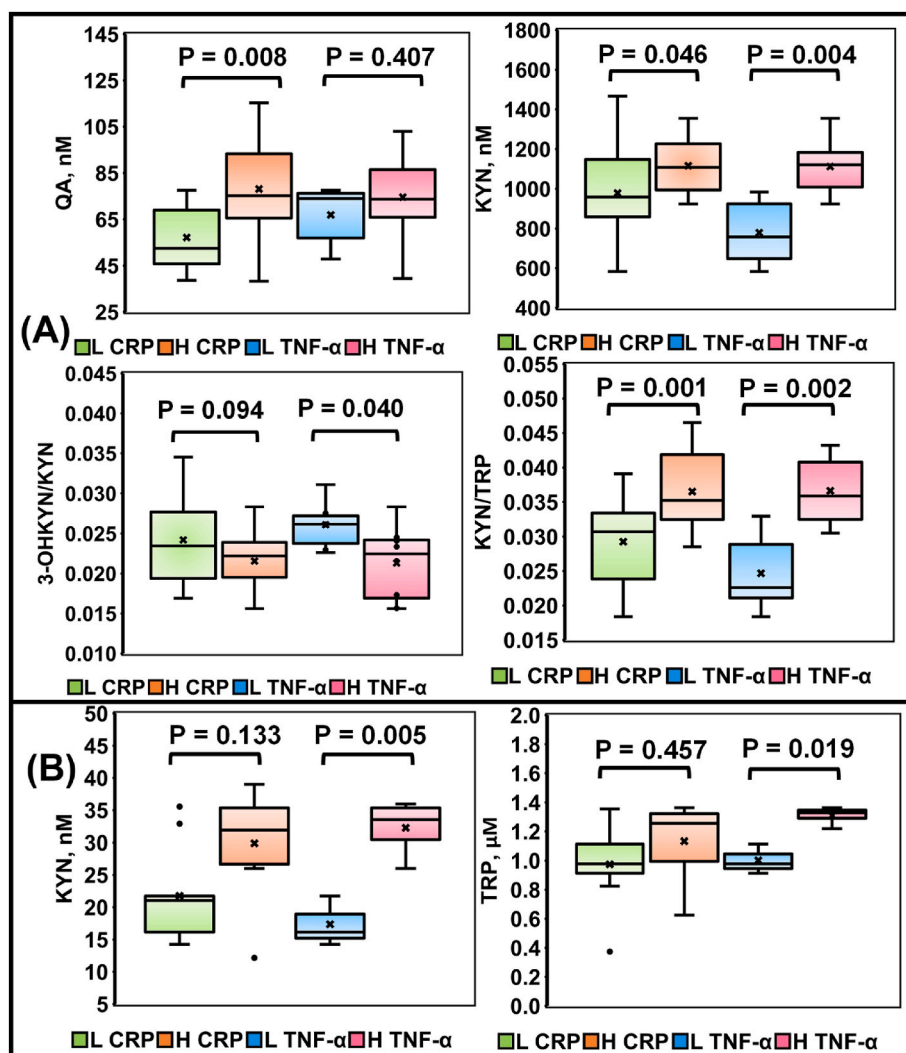 (A)
QA, nM
145
125
105
85
65
45
25
P = 0.008
P = 0.407
L CRP H CRP L TNF-α H TNF-α
KYN, nM
1800
1600
1400
1200
1000
800
600
400
P = 0.046
P = 0.004
L CRP H CRP L TNF-α H TNF-α
3-OHKYN/KYN
0.045
0.040
0.035
0.030
0.025
0.020
0.015
0.010
P = 0.094
P = 0.040
L CRP H CRP L TNF-α H TNF-α
KYN/TRP
0.055
0.050
0.045
0.040
0.035
0.030
0.025
0.020
0.015
P = 0.001
P = 0.002
L CRP H CRP L TNF-α H TNF-α
(B)
KYN, nM
50
45
40
35
30
25
20
15
10
5
P = 0.133
P = 0.005
L CRP H CRP L TNF-α H TNF-α
TRP, µM
2.0
1.8
1.6
1.4
1.2
1.0
0.8
0.6
0.4
0.2
0.0
P = 0.457
P = 0.019
L CRP H CRP L TNF-α H TNF-α